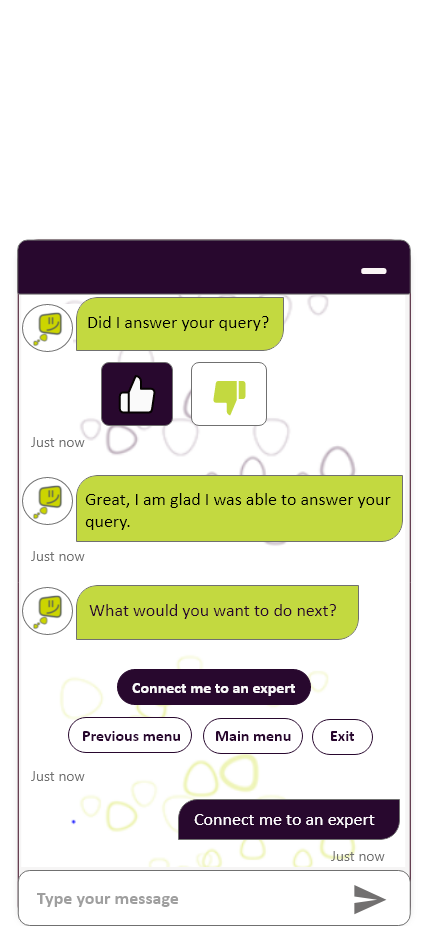 Did I answer your query?
Just now
Great, I am glad I was able to answer your
query.
Just now
What would you want to do next?
Connect me to an expert
Previous menu
Main menu
Exit
Just now
Connect me to an expert
Just now
Type your message